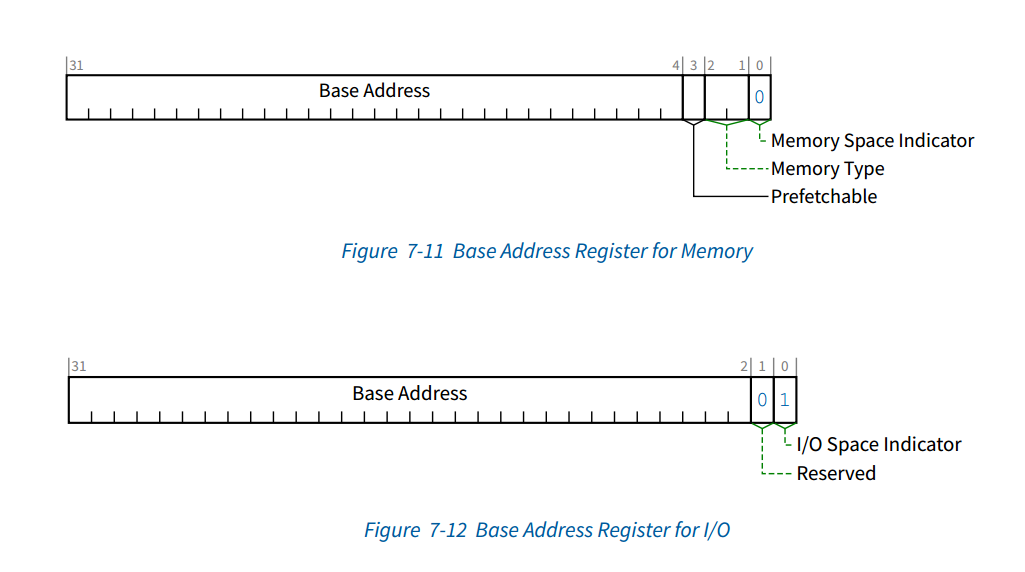 31 4 3 2 1 0
Base Address
0
Memory Space Indicator
Memory Type
Prefetchable
Figure 7-11 Base Address Register for Memory
31 2 1 0
Base Address
0 1
I/O Space Indicator
Reserved
Figure 7-12 Base Address Register for I/O